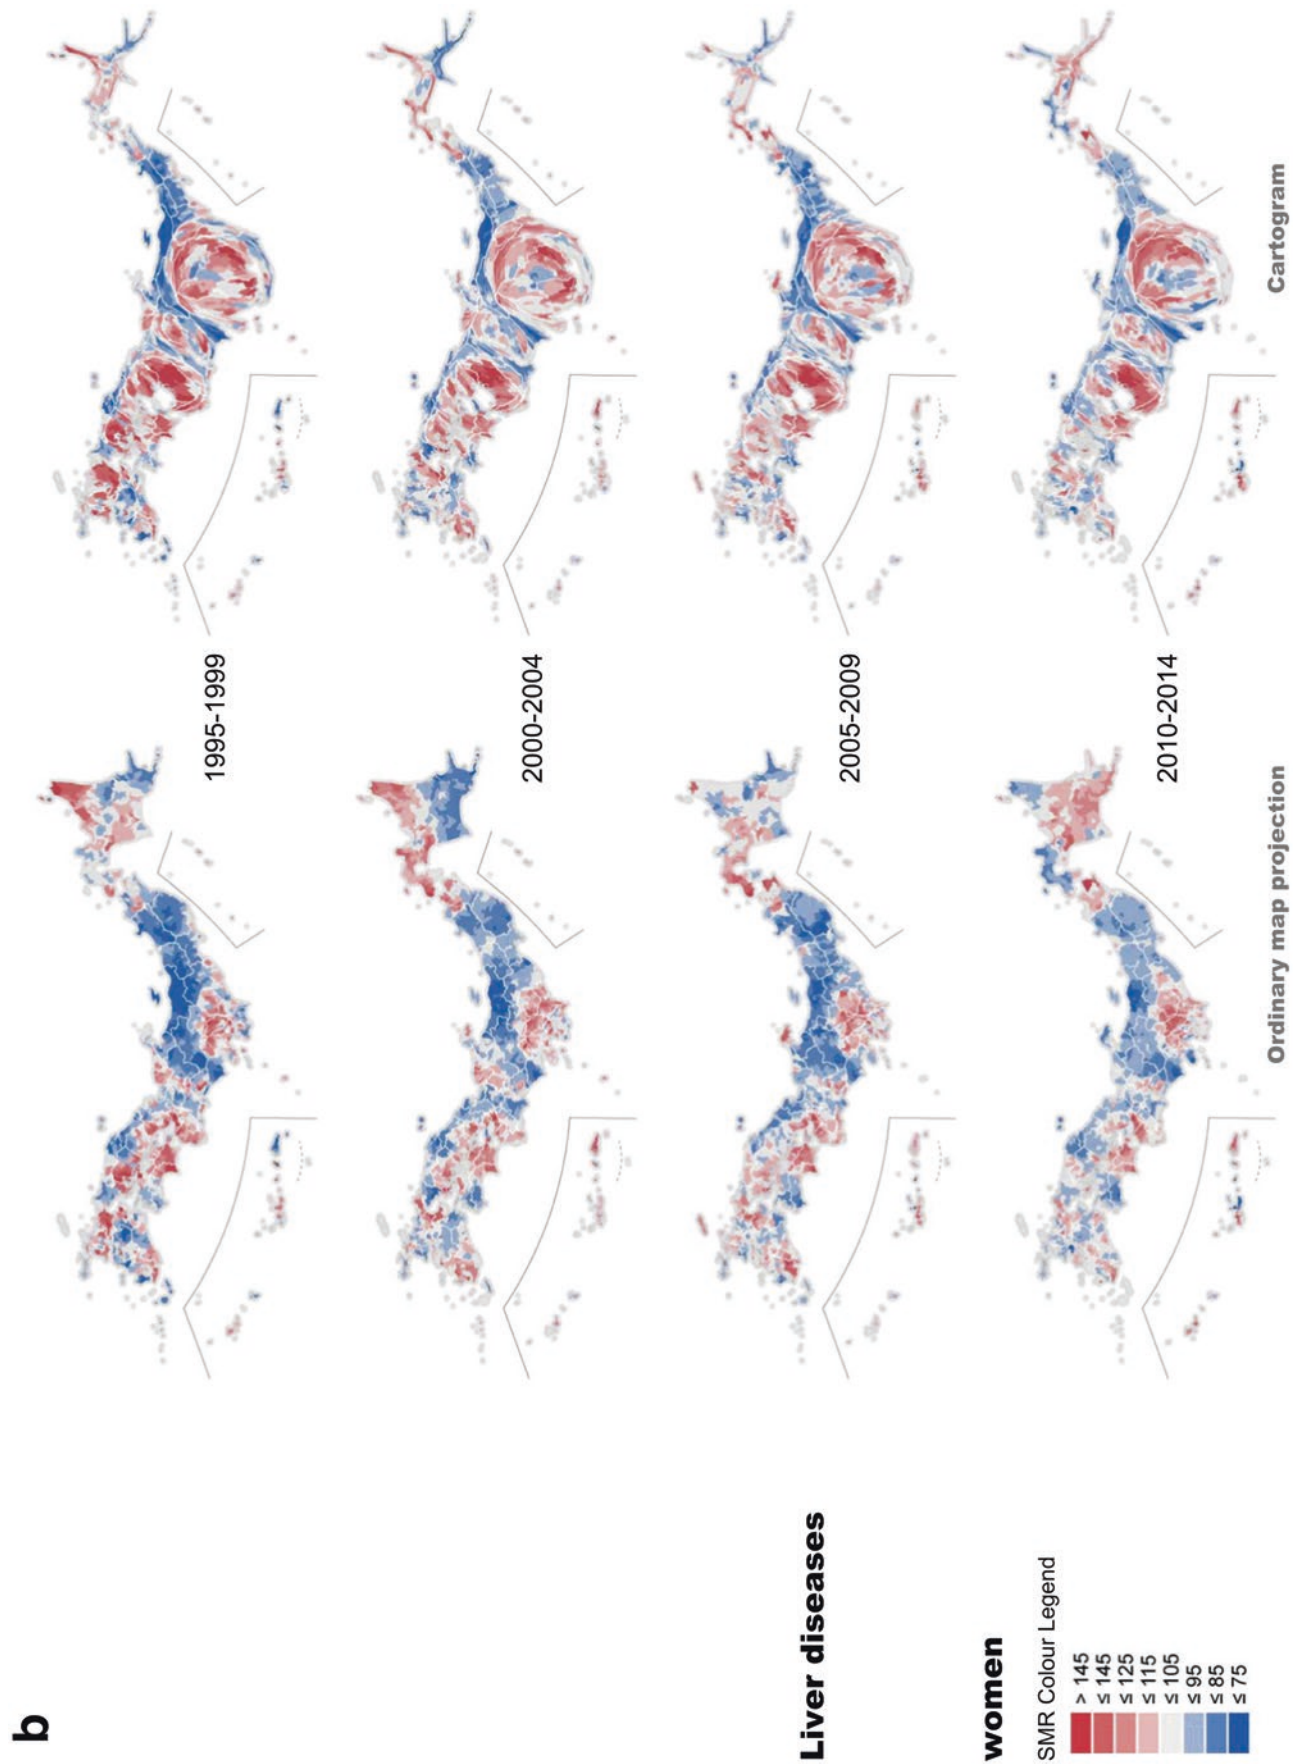 b
Liver diseases
women
SMR Colour Legend
> 145
≤ 145
≤ 125
≤ 115
≤ 105
≤ 95
≤ 85
≤ 75
1995-1999
2000-2004
2005-2009
2010-2014
Ordinary map projection
Cartogram